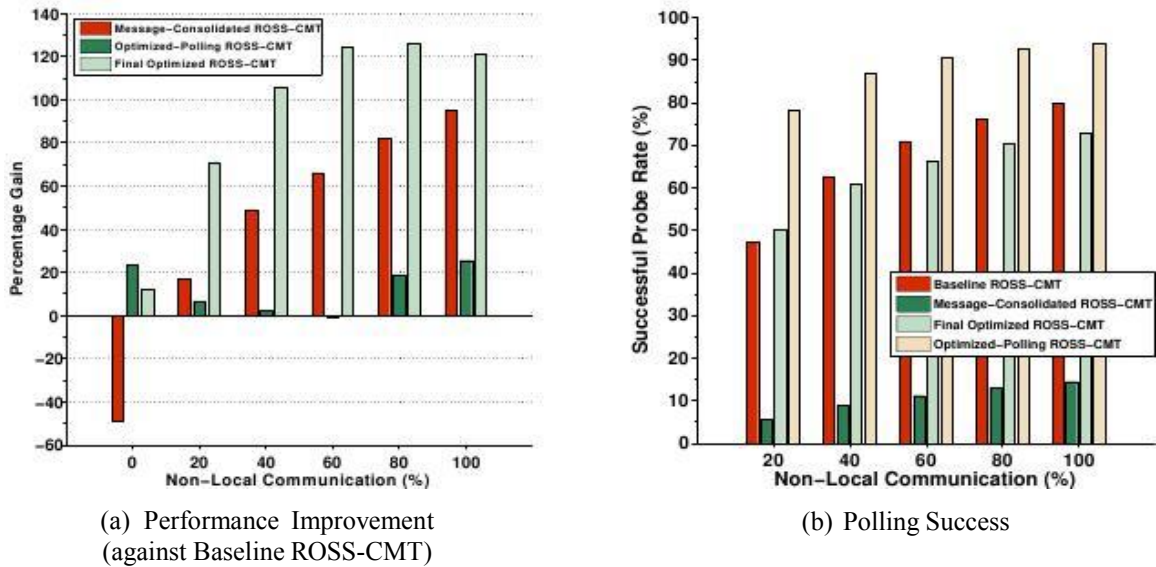 140
120
100
80
60
40
20
0
−20
−40
−60
Percentage Gain
Message−Consolidated ROSS−CMT
Optimized−Polling ROSS−CMT
Final Optimized ROSS−CMT
0 20 40 60 80 100
Non−Local Communication (%)
(a) Performance Improvement
(against Baseline ROSS-CMT)
100
90
80
70
60
50
40
30
20
10
0
Successful Probe Rate (%)
Baseline ROSS−CMT
Message−Consolidated ROSS−CMT
Final Optimized ROSS−CMT
Optimized−Polling ROSS−CMT
20 40 60 80 100
Non−Local Communication (%)
(b) Polling Success